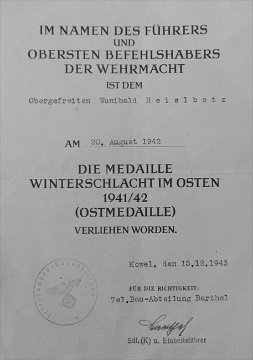 IM NAMEN DES FÜHRERS
UND
OBERSTEN BEFEHLSHABERS
DER WEHRMACHT
IST DEM
Obergefreiten Wunibald Heislbetz
AM 20. August 1942
DIE MEDAILLE
WINTERSCHLACHT IM OSTEN
1941/42
(OSTMEDAILLE)
VERLIEHEN WORDEN.
Kowel, den 15.12.1943
FÜR DIE RICHTIGKEIT:
Tel.Bau-Abteilung Barthel
Sdf.(K) u. Einheitsführer